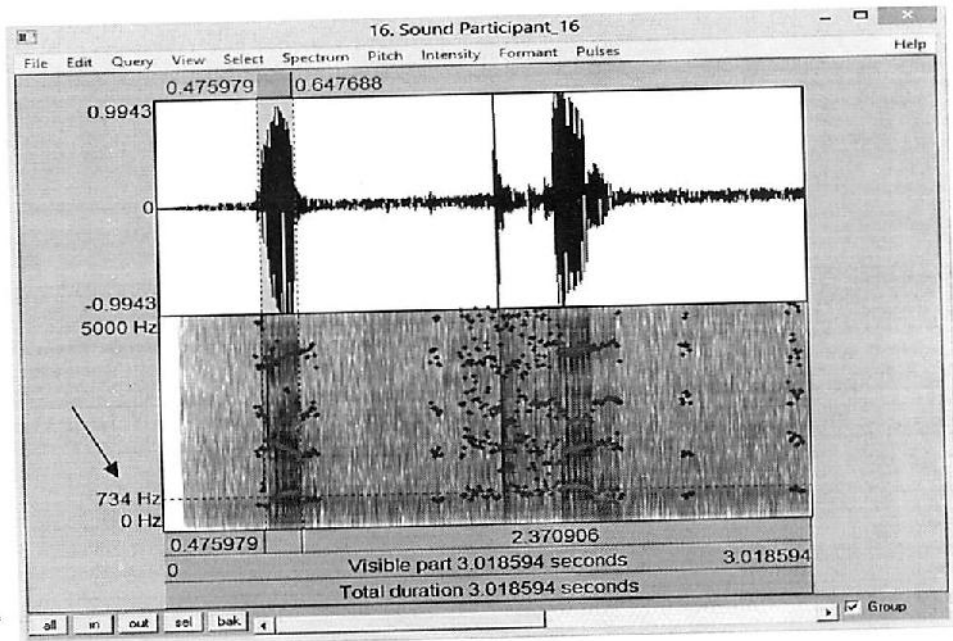 16. Sound Participant_16
File Edit Query View Select Spectrum Pitch Intensity Formant Pulses Help
0.475979 0.647688
0.9943
0
-0.9943
5000 Hz
734 Hz
0 Hz
0.475979 2.370906
0 Visible part 3.018594 seconds 3.018594
Total duration 3.018594 seconds
all in out sel bak Group